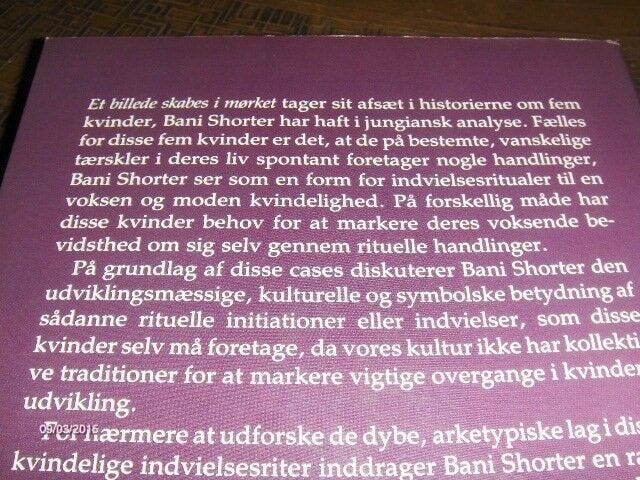 Et billede skabes i mørket tager sit afsæt i historierne om fem
kvinder, Bani Shorter har haft i jungiansk analyse. Fælles
for disse fem kvinder er det, at de på bestemte, vanskelige
tærskler i deres liv spontant foretager nogle handlinger,
Bani Shorter ser som en form for indvielsesritualer til en
voksen og moden kvindelighed. På forskellig måde har
disse kvinder behov for at markere deres voksende be-
vidsthed om sig selv gennem rituelle handlinger.
På grundlag af disse cases diskuterer Bani Shorter den
udviklingsmæssige, kulturelle og symbolske betydning af
sådanne rituelle initiationer eller indvielser, som disse
kvinder selv må foretage, da vores kultur ikke har kollekti
ve traditioner for at markere vigtige overgange i kvinder
udvikling.
09/03/2015
For nærmere at udforske de dybe, arketypiske lag i dis
kvindelige indvielsesriter inddrager Bani Shorter en ra